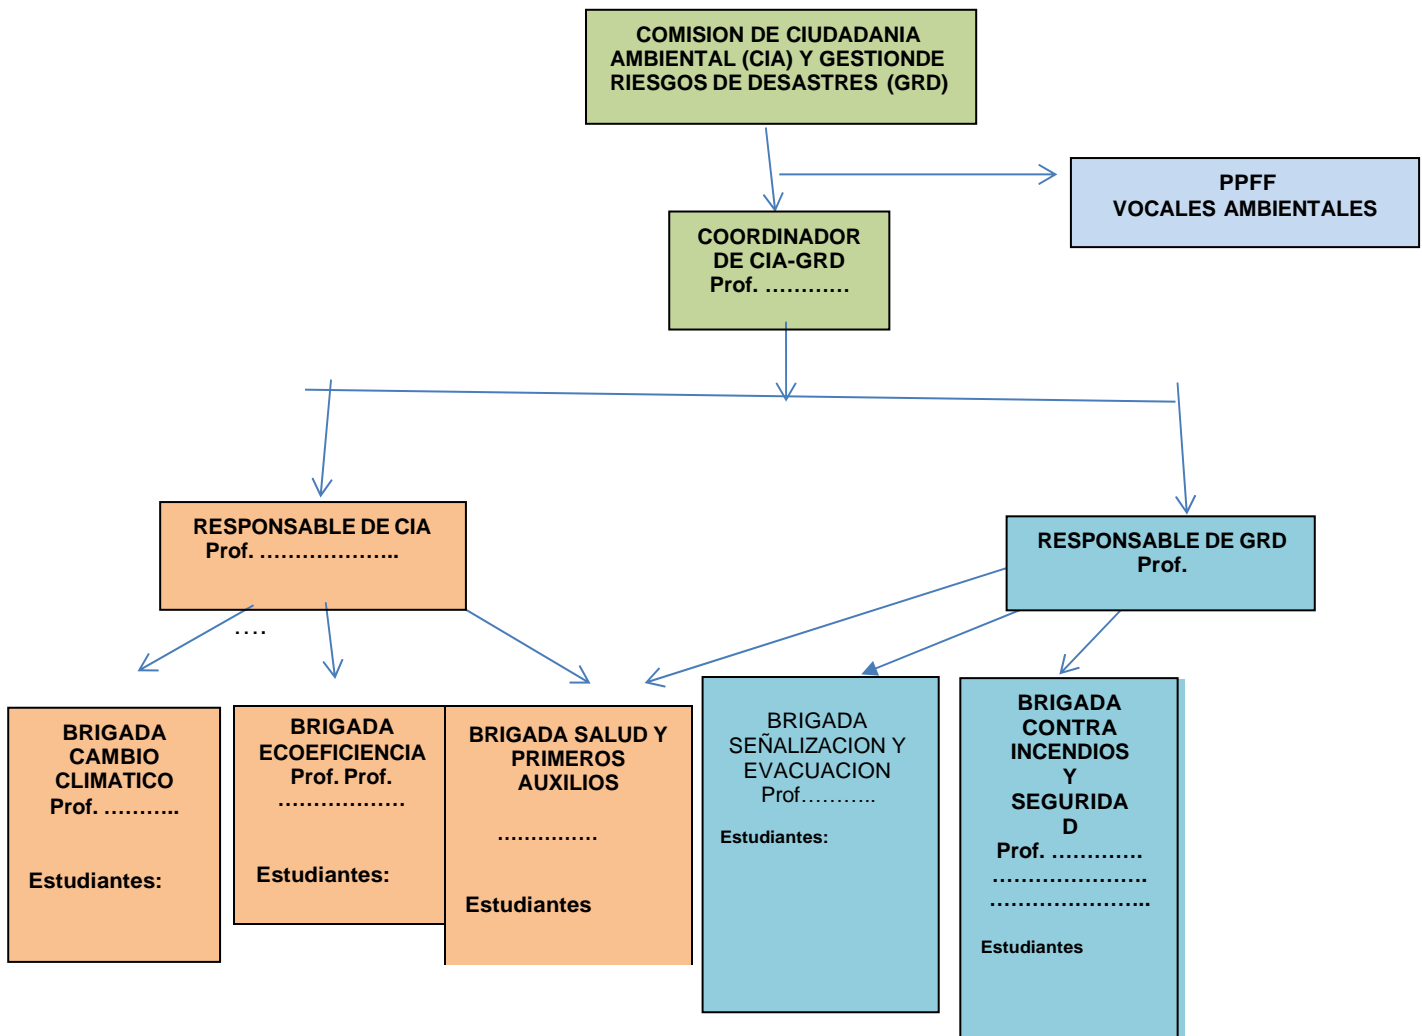 COMISION DE CIUDADANIA
AMBIENTAL (CIA) Y GESTIONDE
RIESGOS DE DESASTRES (GRD)
PPFF
VOCALES AMBIENTALES
COORDINADOR
DE CIA-GRD
Prof. …………
RESPONSABLE DE CIA
Prof. ………………..
….
RESPONSABLE DE GRD
Prof.
BRIGADA
CAMBIO
CLIMATICO
Prof. ………..
Estudiantes:
BRIGADA
ECOEFICIENCIA
Prof. Prof.
………………
Estudiantes:
BRIGADA SALUD Y
PRIMEROS
AUXILIOS
……………
Estudiantes
BRIGADA
SEÑALIZACION Y
EVACUACION
Prof………..
Estudiantes:
BRIGADA
CONTRA
INCENDIOS
Y
SEGURIDA
D
Prof. ………….
………………….
…………………..
Estudiantes